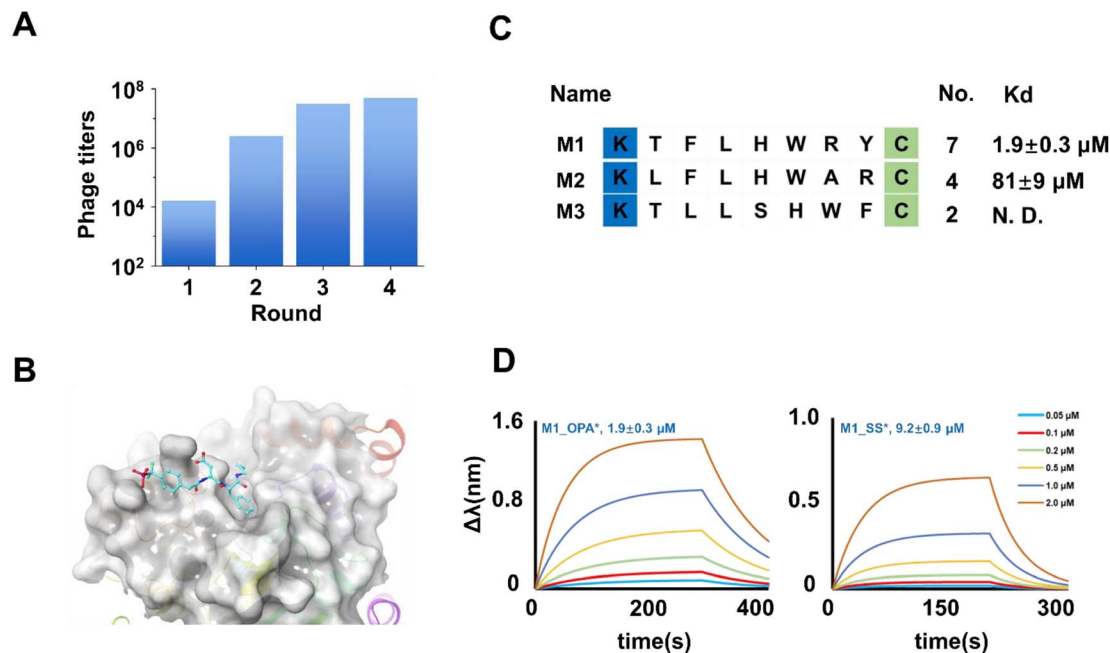 A
Phage titers
10⁸
10⁶
10⁴
10²
1 2 3 4
Round
B
C
Name No. Kd
M1 K T F L H W R Y C 7 1.9±0.3 µM
M2 K L F L H W A R C 4 81±9 µM
M3 K T L L S H W F C 2 N. D.
D
Δλ(nm)
1.6
0.8
0
M1_OPA*, 1.9±0.3 µM
0 200 400
time(s)
1.0
0.5
0
M1_SS*, 9.2±0.9 µM
0 150 300
time(s)
0.05 µM
0.1 µM
0.2 µM
0.5 µM
1.0 µM
2.0 µM